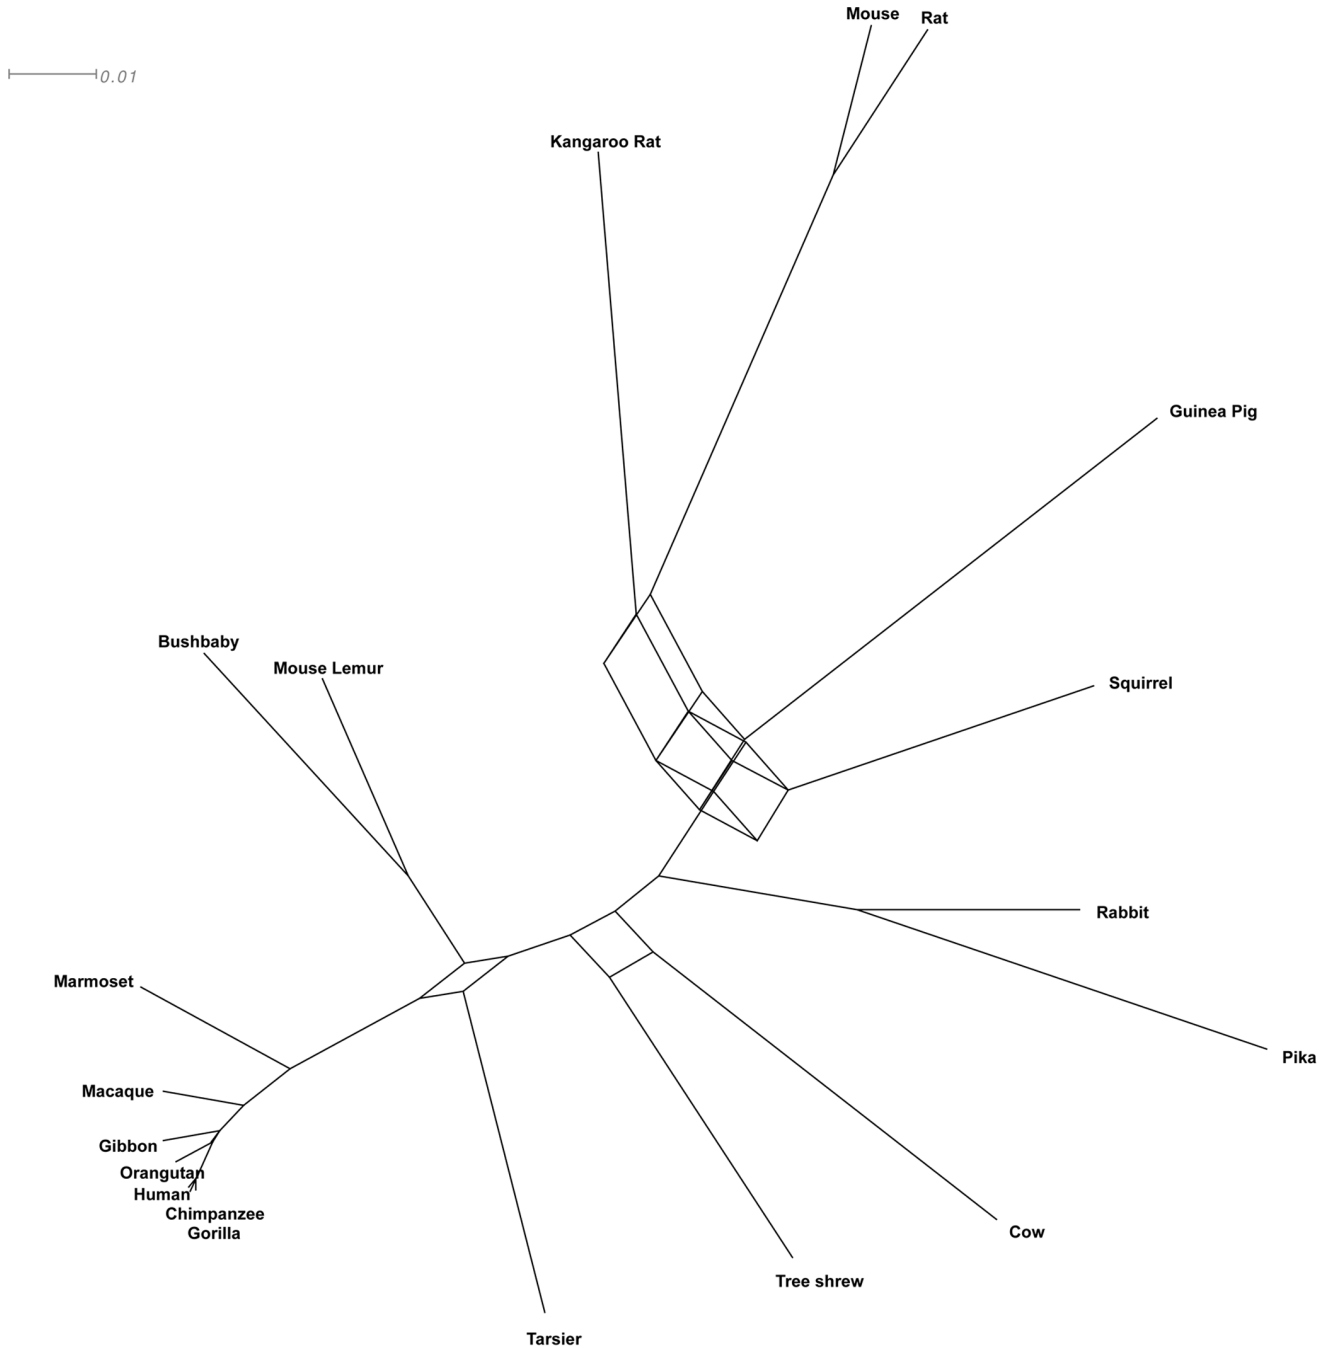 Mouse
Rat
0.01
Kangaroo Rat
Guinea Pig
Bushbaby
Mouse Lemur
Squirrel
Rabbit
Marmoset
Pika
Macaque
Gibbon
Orangutan
Human
Chimpanzee
Gorilla
Cow
Tree shrew
Tarsier